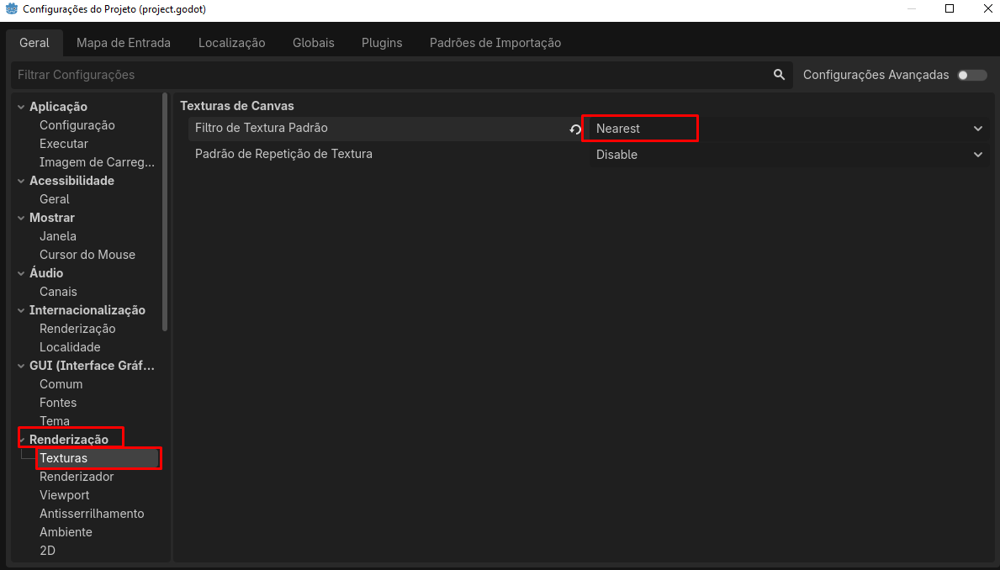 Configurações do Projeto (project.godot)
Geral Mapa de Entrada Localização Globais Plugins Padrões de Importação
Filtrar Configurações Configurações Avançadas
Aplicação
Configuração
Executar
Imagem de Carreg...
Acessibilidade
Geral
Mostrar
Janela
Cursor do Mouse
Áudio
Canais
Internacionalização
Renderização
Localidade
GUI (Interface Gráf...
Comum
Fontes
Tema
Renderização
Texturas
Renderizador
Viewport
Antisserrilhamento
Ambiente
2D
Texturas de Canvas
Filtro de Textura Padrão Nearest
Padrão de Repetição de Textura Disable